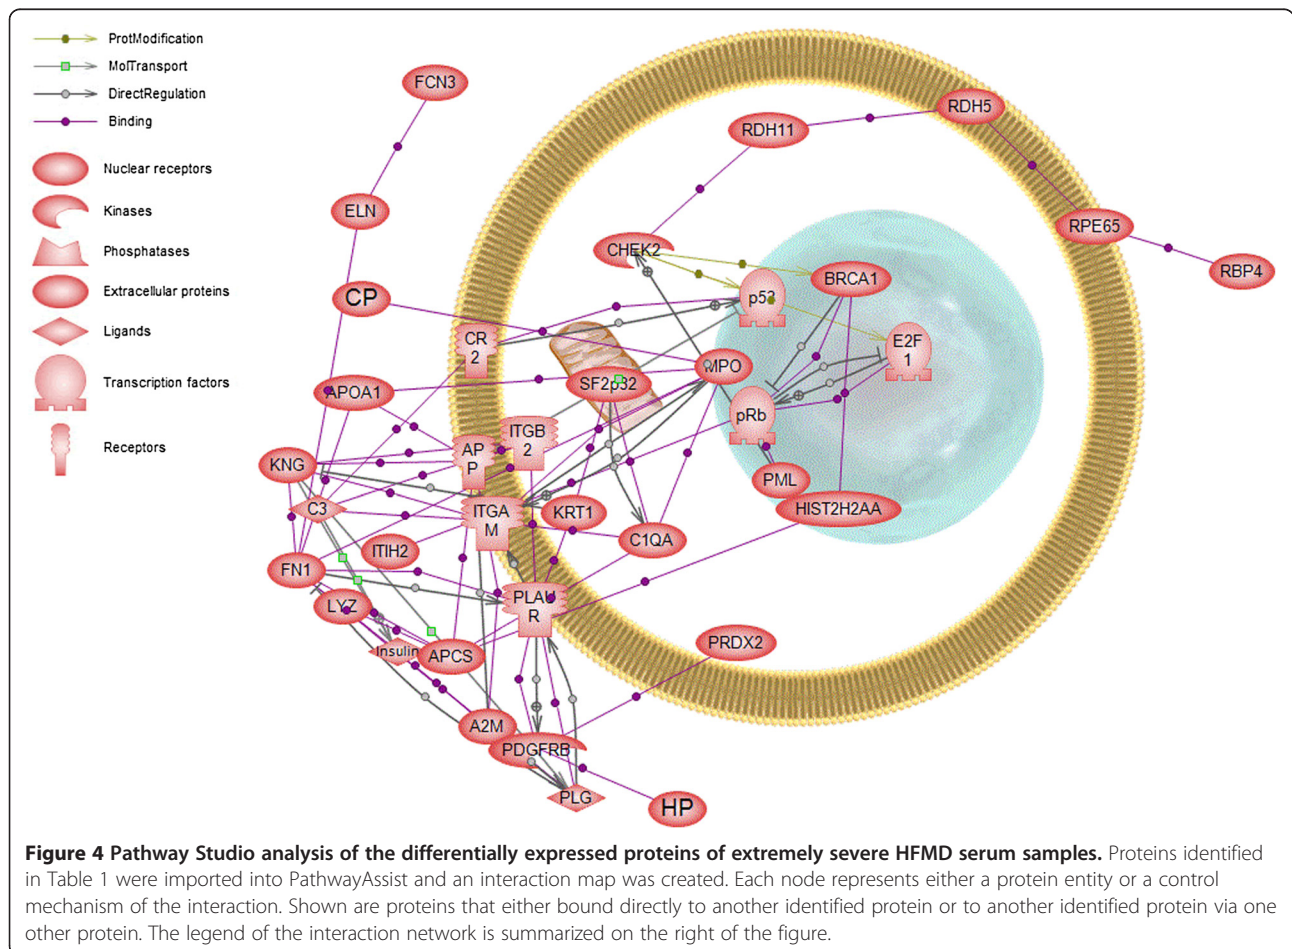 ProtModification
MolTransport
DirectRegulation
Binding
Nuclear receptors
Kinases
Phosphatases
Extracellular proteins
Ligands
Transcription factors
Receptors
FCN3
RDH5
RDH11
ELN
RPE65
CHEK2
RBP4
BRCA1
CP
p53
CR
2
E2F
1
MPO
SF2p32
APOA1
pRb
ITGB
2
AP
P
KNG
PML
C3
ITGA
M
KRT1
HIST2H2AA
C1QA
ITIH2
FN1
LYZ
PLAU
R
Insulin
APCS
PRDX2
A2M
PDGFRB
PLG
HP
Figure 4 Pathway Studio analysis of the differentially expressed proteins of extremely severe HFMD serum samples. Proteins identified
in Table 1 were imported into PathwayAssist and an interaction map was created. Each node represents either a protein entity or a control
mechanism of the interaction. Shown are proteins that either bound directly to another identified protein or to another identified protein via one
other protein. The legend of the interaction network is summarized on the right of the figure.